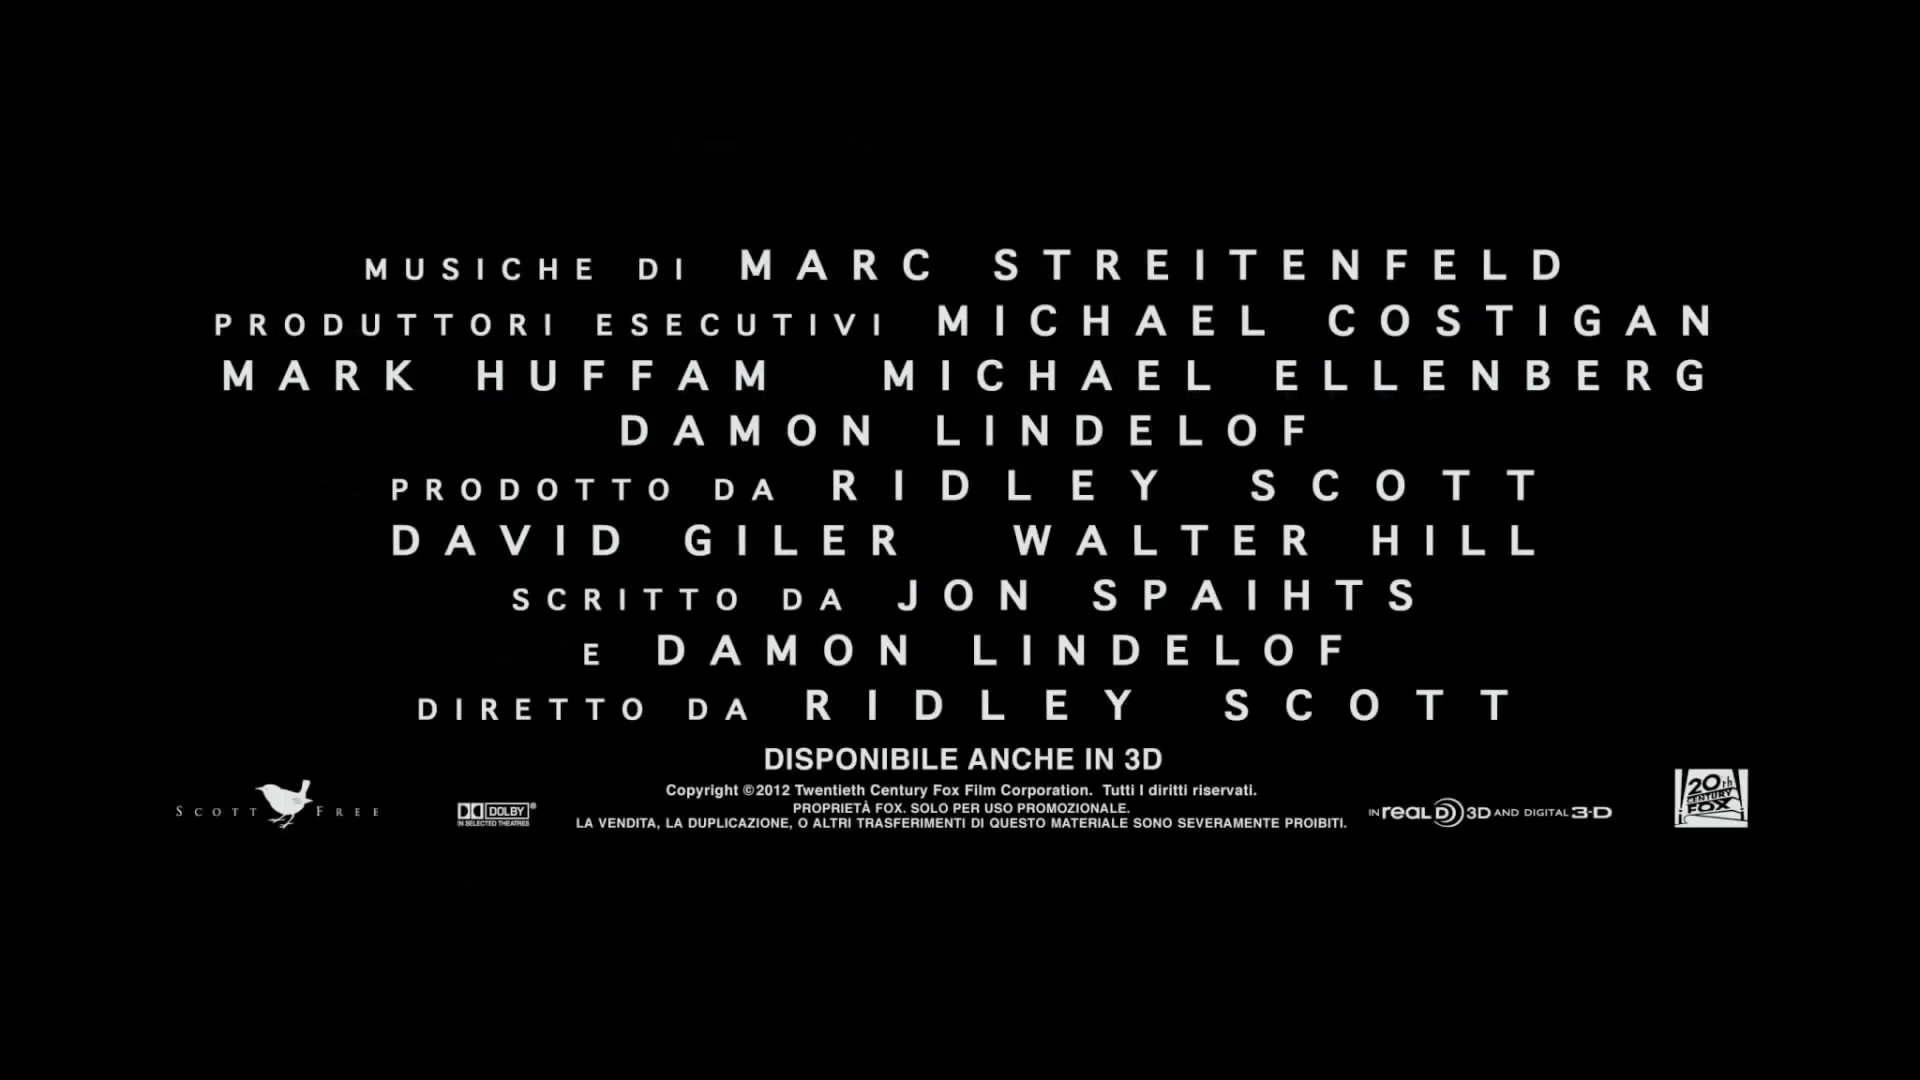 MUSICHE DI MARC STREITENFELD
PRODUTTORI ESECUTIVI MICHAEL COSTIGAN
MARK HUFFAM MICHAEL ELLENBERG
DAMON LINDELOF
PRODOTTO DA RIDLEY SCOTT
DAVID GILER WALTER HILL
SCRITTO DA JON SPAIHTS
E DAMON LINDELOF
DIRETTO DA RIDLEY SCOTT
DISPONIBILE ANCHE IN 3D
Copyright ©2012 Twentieth Century Fox Film Corporation. Tutti I diritti riservati.
PROPRIETÀ FOX. SOLO PER USO PROMOZIONALE.
LA VENDITA, LA DUPLICAZIONE, O ALTRI TRASFERIMENTI DI QUESTO MATERIALE SONO SEVERAMENTE PROIBITI.
SCOTT FREE
DOLBY®
IN SELECTED THEATRES
IN REAL D 3D AND DIGITAL 3-D
20th
CENTURY
FOX